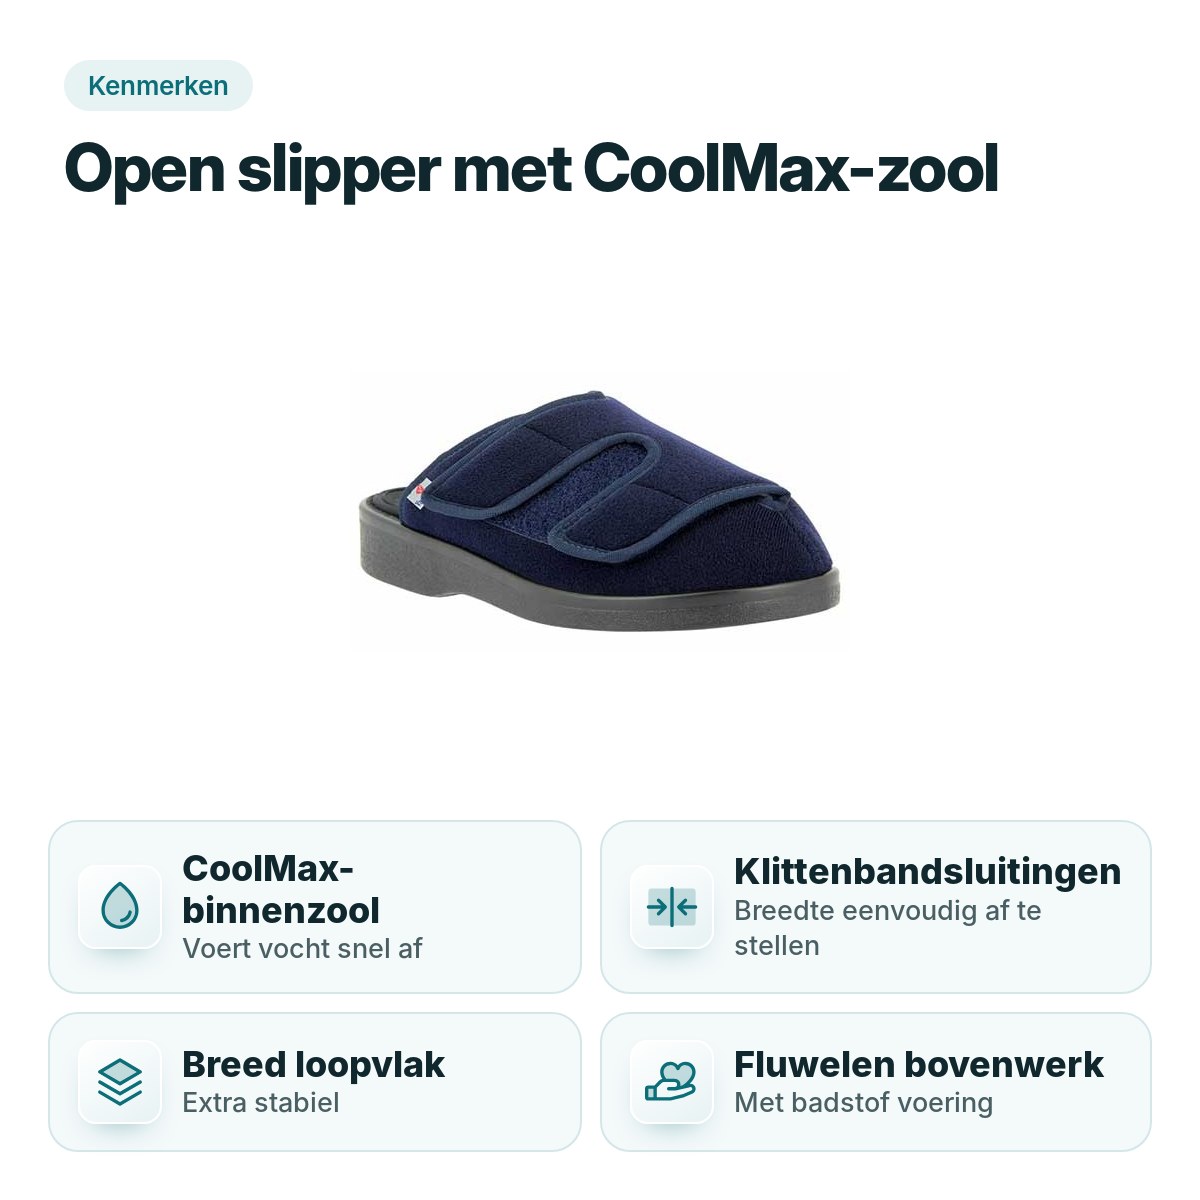 Kenmerken
Open slipper met CoolMax-zool
CoolMax-
binnenzool
Voert vocht snel af
Klittenbandsluitingen
Breedte eenvoudig af te
stellen
Breed loopvlak
Extra stabiel
Fluwelen bovenwerk
Met badstof voering